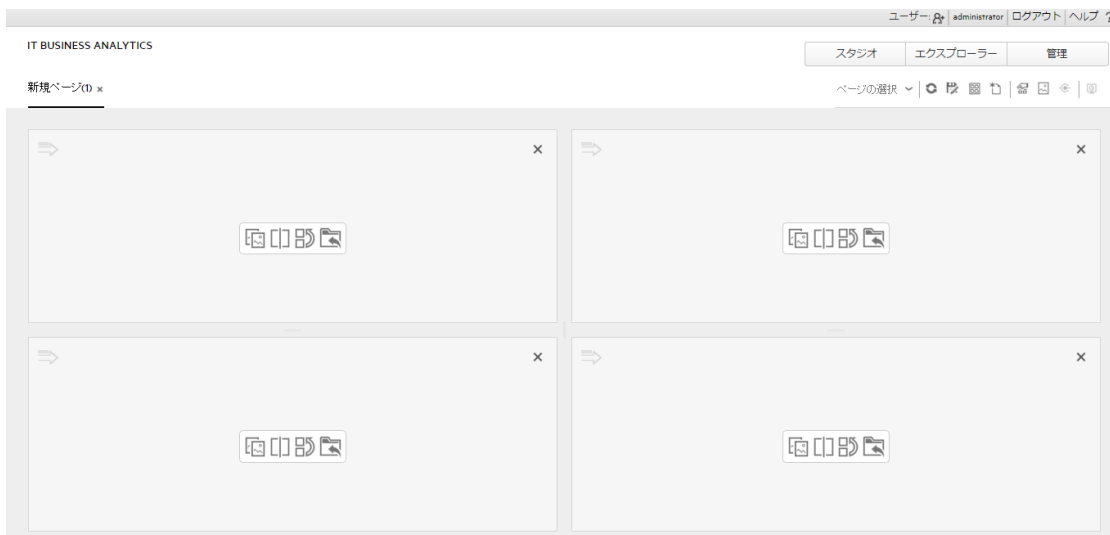 ユーザー: administrator ログアウト ヘルプ ?
IT BUSINESS ANALYTICS
スタジオ エクスプローラー 管理
新規ページ(1) × ページの選択